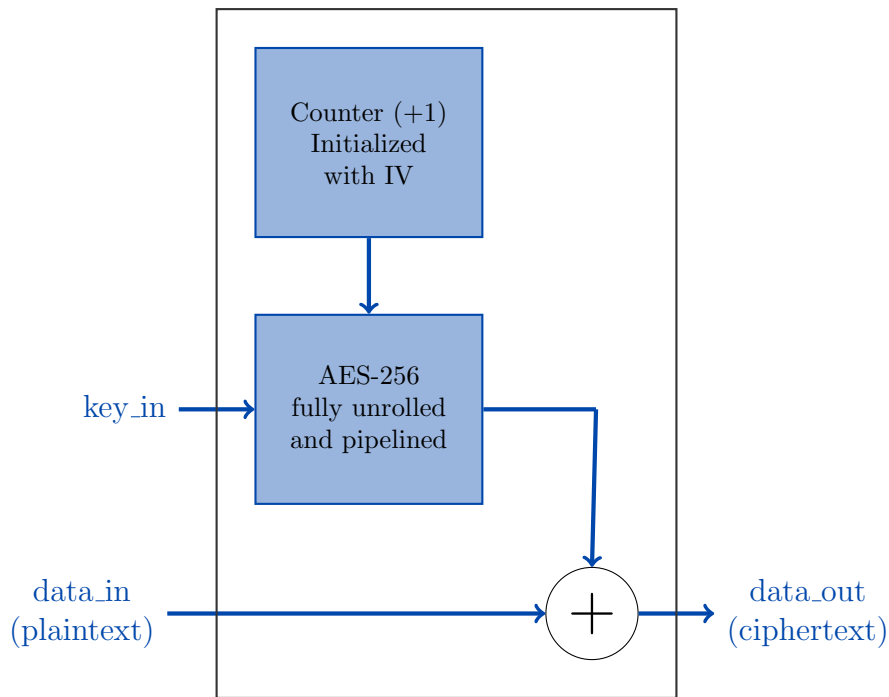 Counter (+1)
Initialized
with IV
AES-256
fully unrolled
and pipelined
key_in
data_in
(plaintext)
data_out
(ciphertext)